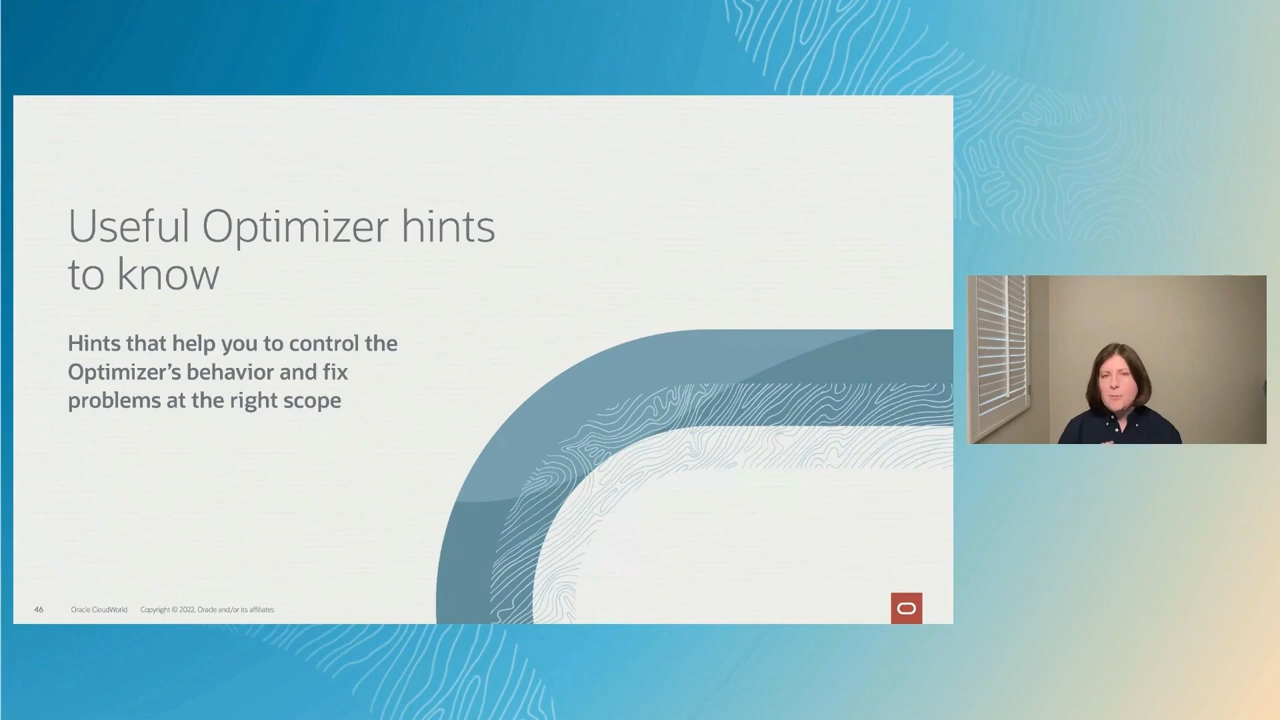 Useful Optimizer hints
to know
Hints that help you to control the
Optimizer's behavior and fix
problems at the right scope
46 Oracle CloudWorld Copyright © 2022, Oracle and/or its affiliates